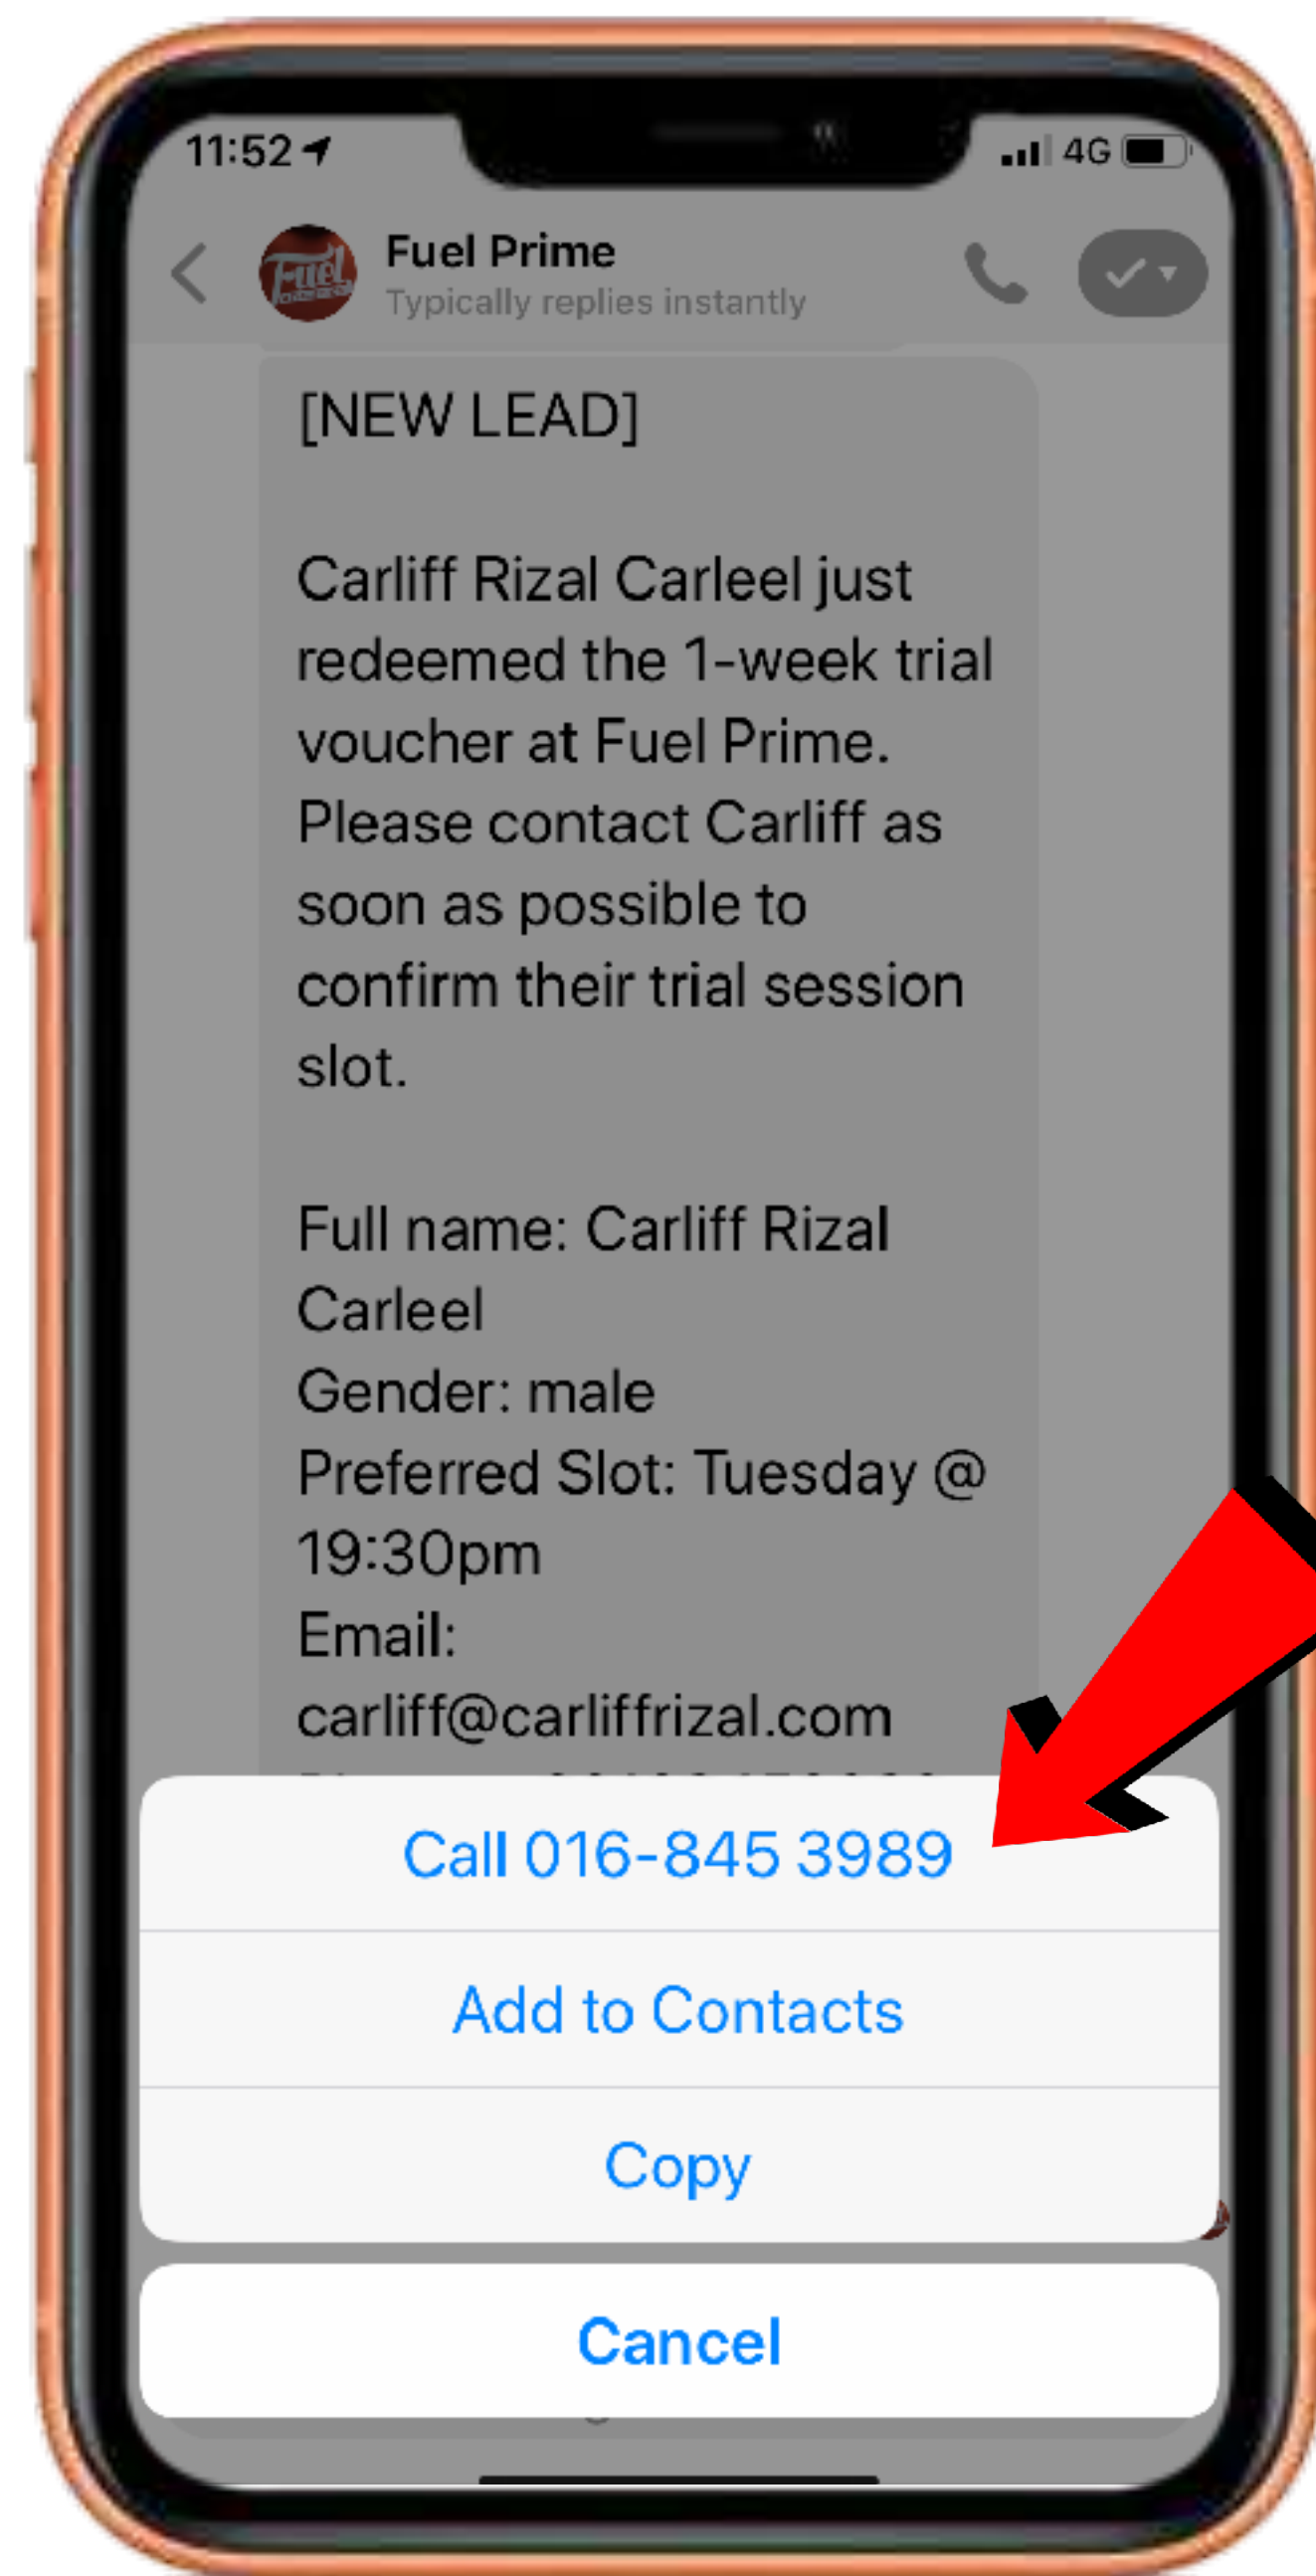 11:52
4G
Fuel
Fuel Prime
Typically replies instantly
[NEW LEAD]
Carliff Rizal Carleel just
redeemed the 1-week trial
voucher at Fuel Prime.
Please contact Carliff as
soon as possible to
confirm their trial session
slot.
Full name: Carliff Rizal
Carleel
Gender: male
Preferred Slot: Tuesday @
19:30pm
Email:
carliff@carliffrizal.com
Call 016-845 3989
Add to Contacts
Copy
Cancel